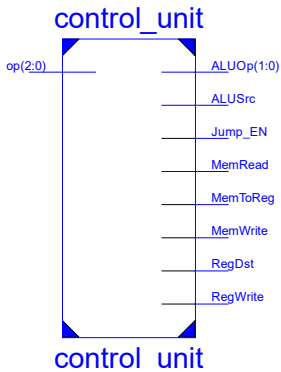 control_unit
op(2:0)
ALUOp(1:0)
ALUSrc
Jump_EN
MemRead
MemToReg
MemWrite
RegDst
RegWrite
control_unit